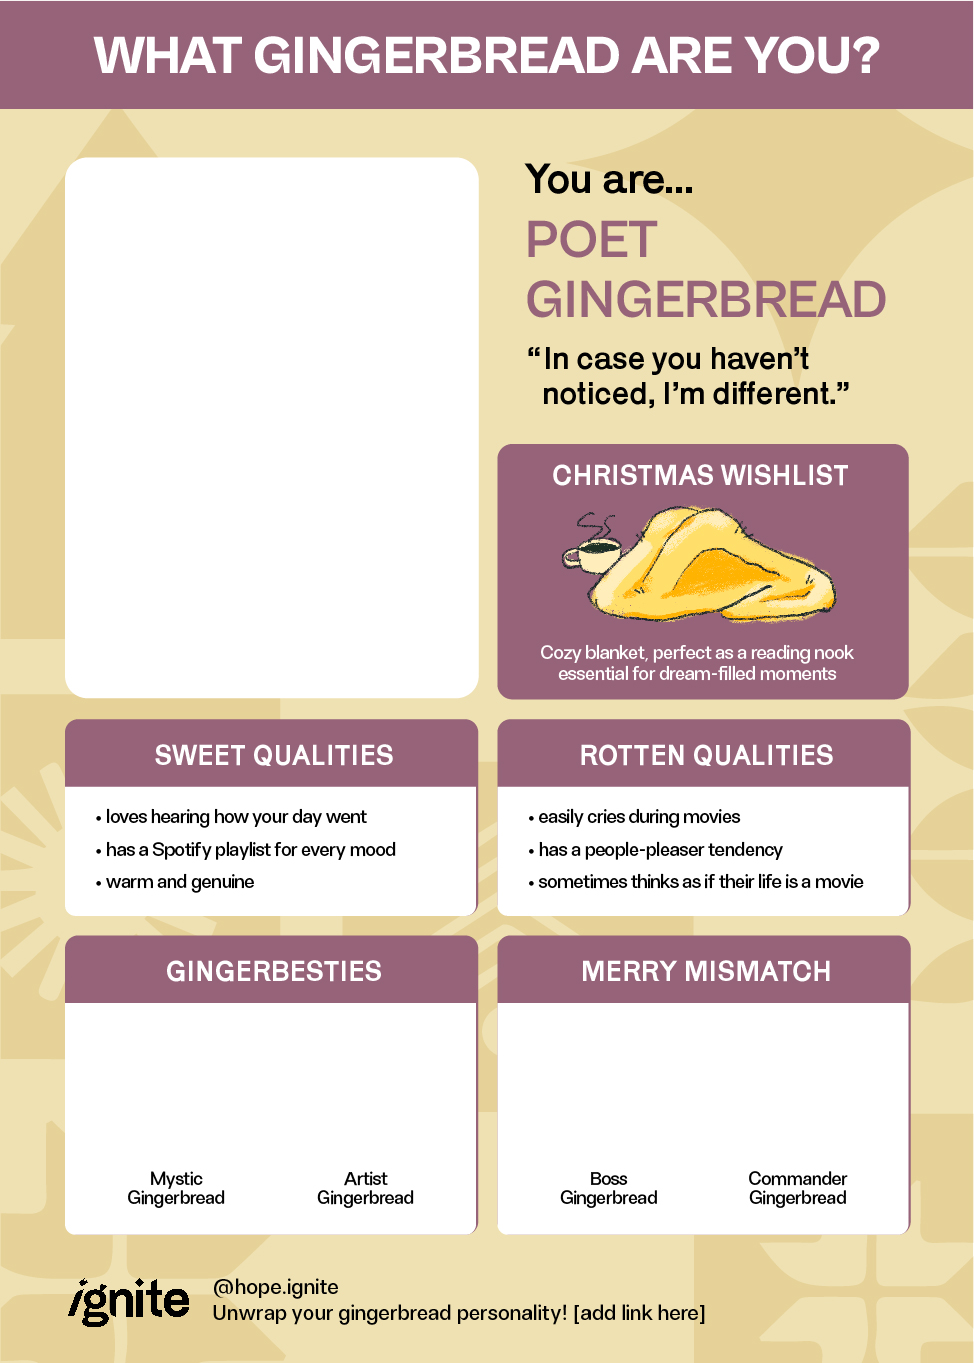 WHAT GINGERBREAD ARE YOU?
You are...
POET
GINGERBREAD
“In case you haven’t
noticed, I’m different.”
CHRISTMAS WISHLIST
Cozy blanket, perfect as a reading nook
essential for dream-filled moments
SWEET QUALITIES
• loves hearing how your day went
• has a Spotify playlist for every mood
• warm and genuine
ROTTEN QUALITIES
• easily cries during movies
• has a people-pleaser tendency
• sometimes thinks as if their life is a movie
GINGERBESTIES
Mystic
Gingerbread
Artist
Gingerbread
MERRY MISMATCH
Boss
Gingerbread
Commander
Gingerbread
ignite
@hope.ignite
Unwrap your gingerbread personality! [add link here]